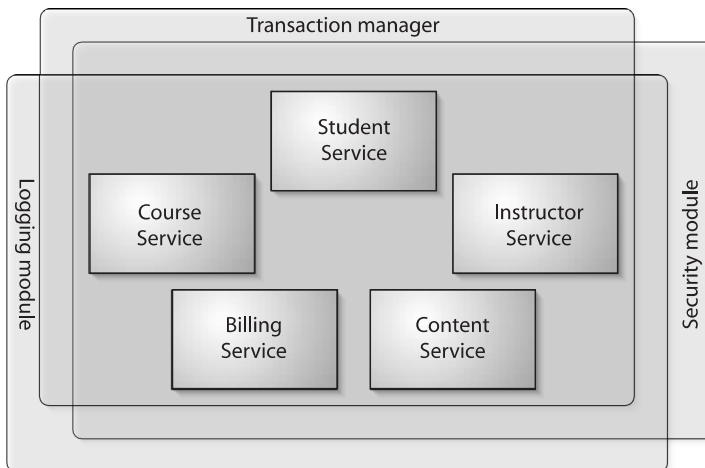 Transaction manager
Student
Service
Course
Service
Instructor
Service
Billing
Service
Content
Service
Logging module
Security module